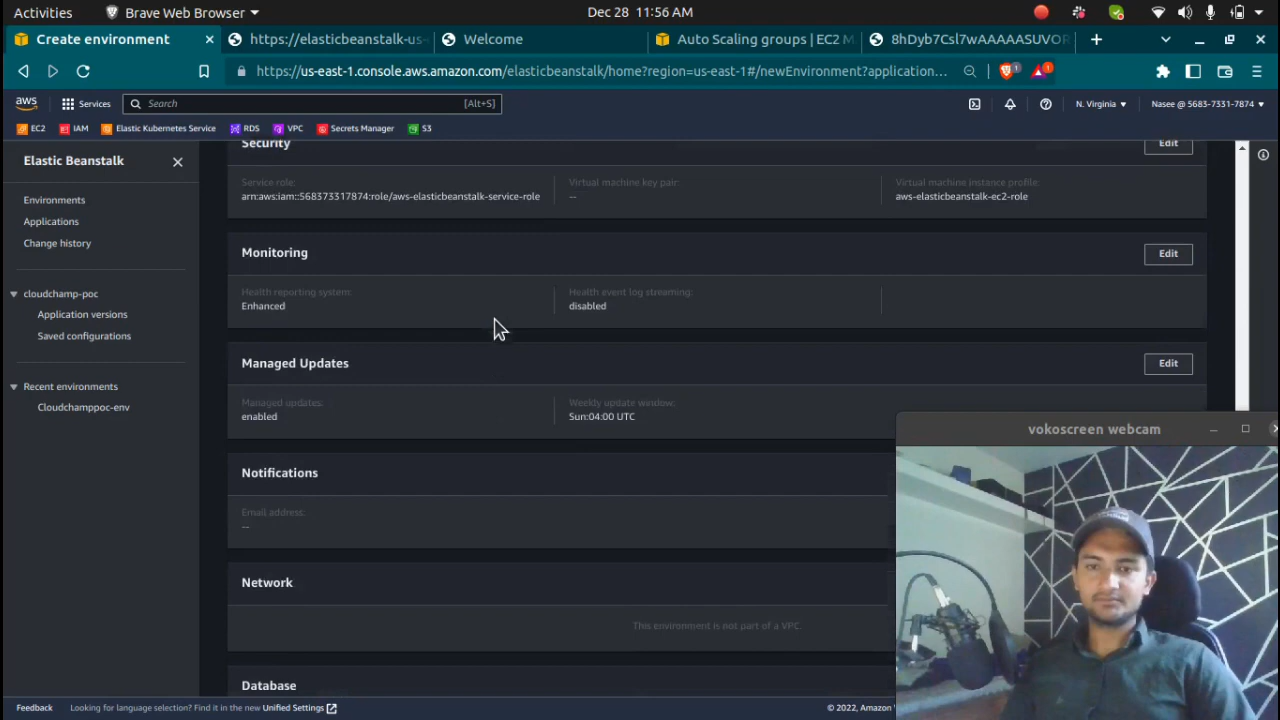 Activities
Brave Web Browser
Dec 28 11:56 AM
Create environment
https://elasticbeanstalk-us-
Welcome
Auto Scaling groups | EC2 M
8hDyb7Csl7wAAAAASUVOR
https://us-east-1.console.aws.amazon.com/elasticbeanstalk/home?region=us-east-1#/newEnvironment?application...
1
1
aws
Services
Search
[Alt+S]
N. Virginia
Nasee @ 5683-7331-7874
EC2
IAM
Elastic Kubernetes Service
RDS
VPC
Secrets Manager
S3
Elastic Beanstalk
Environments
Applications
Change history
cloudchamp-poc
Application versions
Saved configurations
Recent environments
Cloudchamppoc-env
Security
Edit
Service role:
arn:aws:iam::568373317874:role/aws-elasticbeanstalk-service-role
Virtual machine key pair:
--
Virtual machine instance profile:
aws-elasticbeanstalk-ec2-role
Monitoring
Edit
Health reporting system:
Enhanced
Health event log streaming:
disabled
Managed Updates
Edit
Managed updates:
enabled
Weekly update window:
Sun:04:00 UTC
Notifications
Email address:
--
Network
This environment is not part of a VPC.
Database
vokoscreen webcam
Feedback
Looking for language selection? Find it in the new Unified Settings
© 2022, Amazon